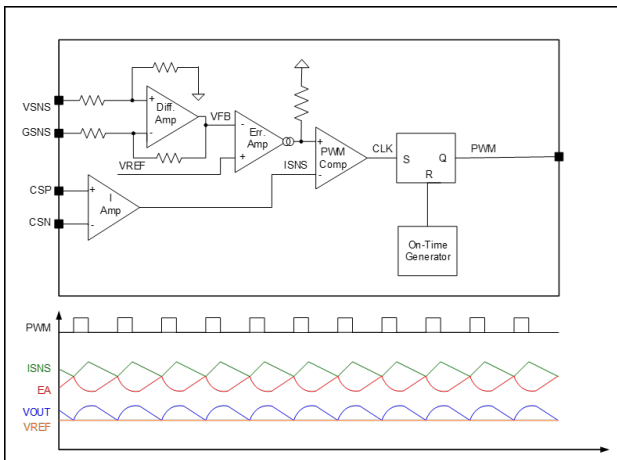 VSNS
GSNS
+
-
Diff.
Amp
VFB
VREF
-
+
Err.
Amp
ISNS
+
-
PWM
Comp
CLK
S
Q
R
PWM
CSP
CSN
+
-
I
Amp
On-Time
Generator
PWM
ISNS
EA
VOUT
VREF